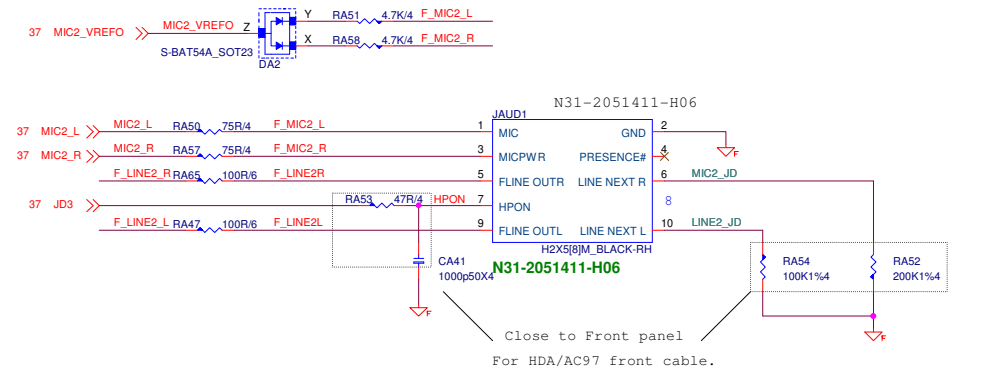 Y RA51 4.7K/4 F_MIC2_L
37 MIC2_VREFO MIC2_VREFO Z
X RA58 4.7K/4 F_MIC2_R
S-BAT54A_SOT23
DA2
N31-2051411-H06
JAUD1
37 MIC2_L MIC2_L RA50 75R/4 F_MIC2_L 1 MIC GND 2
F
37 MIC2_R MIC2_R RA57 75R/4 F_MIC2_R 3 MICPWR PRESENCE# 4
F_LINE2_R RA65 100R/6 F_LINE2R 5 FLINE OUTR LINE NEXT R 6 MIC2_JD
37 JD3 RA53 47R/4 HPON 7 HPON 8
F_LINE2_L RA47 100R/6 F_LINE2L 9 FLINE OUTL LINE NEXT L 10 LINE2_JD
H2X5[8]M_BLACK-RH
N31-2051411-H06
CA41
1000p50X4
F
RA54
100K1%4
RA52
200K1%4
F
Close to Front panel
For HDA/AC97 front cable.